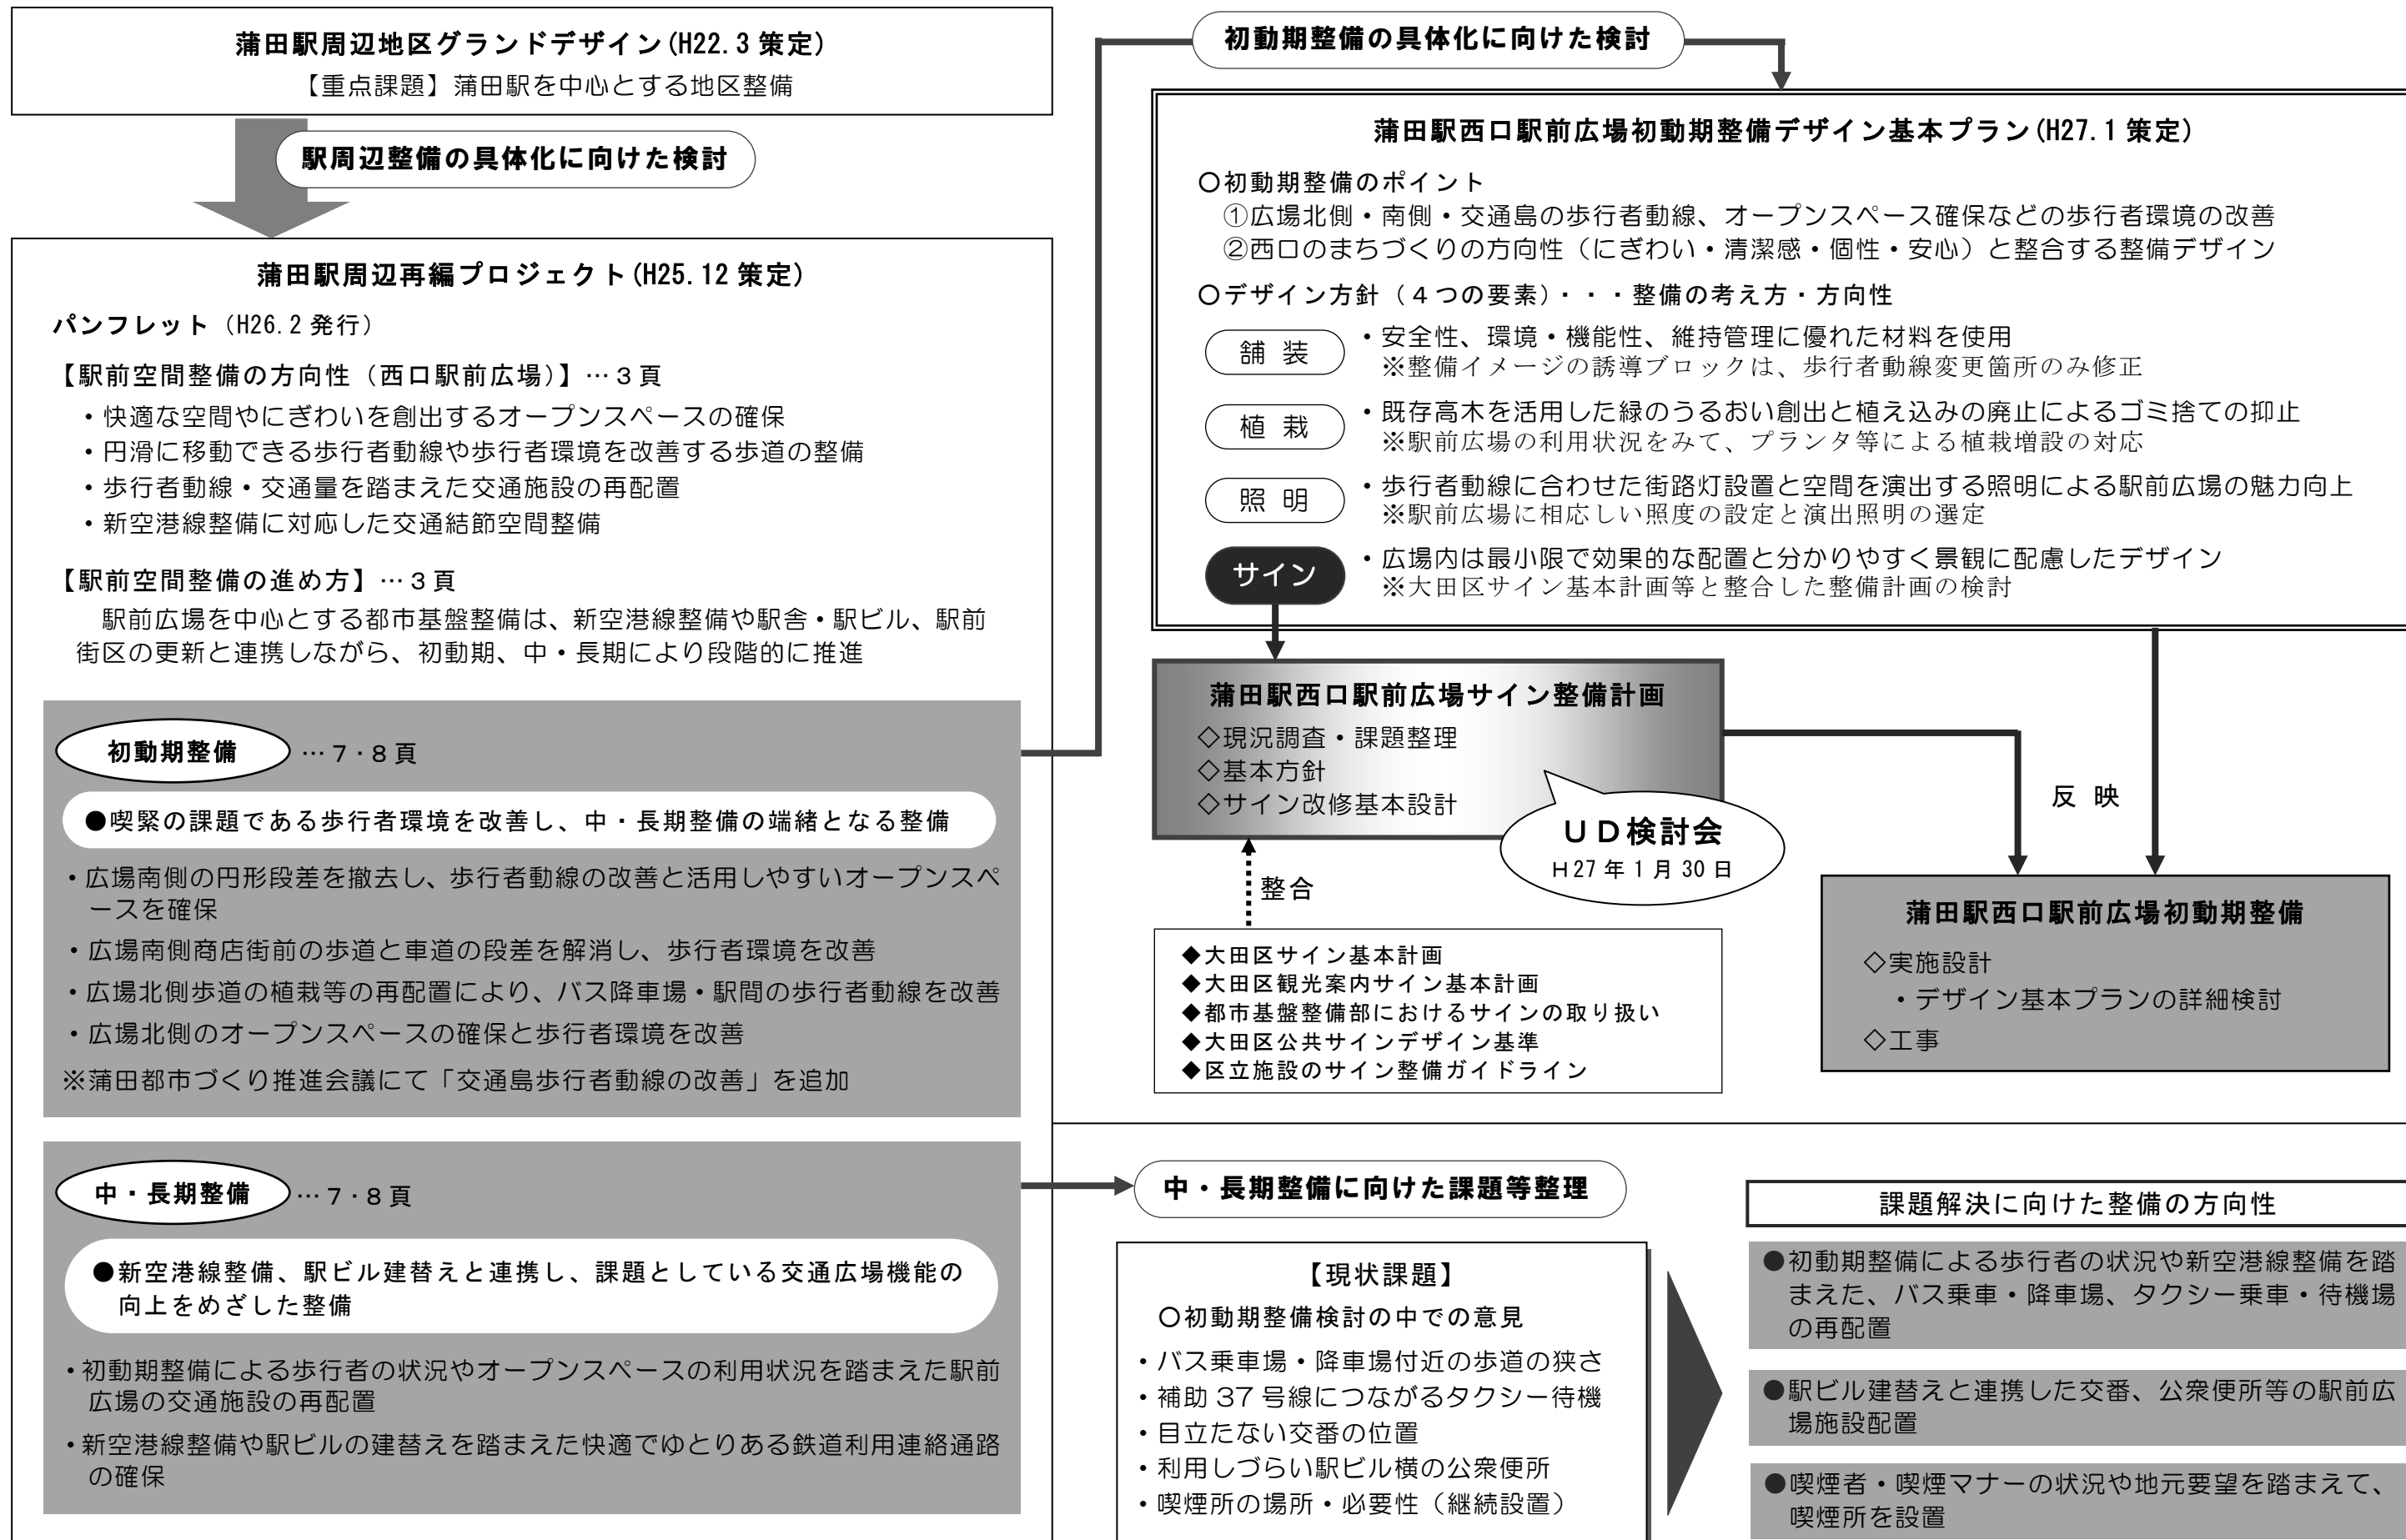 蒲田駅周辺地区グランドデザイン(H22.3 策定)
【重点課題】蒲田駅を中心とする地区整備
駅周辺整備の具体化に向けた検討
蒲田駅周辺再編プロジェクト(H25.12 策定)
パンフレット（H26.2 発行）
【駅前空間整備の方向性（西口駅前広場）】…３頁
・快適な空間やにぎわいを創出するオープンスペースの確保
・円滑に移動できる歩行者動線や歩行者環境を改善する歩道の整備
・歩行者動線・交通量を踏まえた交通施設の再配置
・新空港線整備に対応した交通結節空間整備
【駅前空間整備の進め方】…３頁
駅前広場を中心とする都市基盤整備は、新空港線整備や駅舎・駅ビル、駅前
街区の更新と連携しながら、初動期、中・長期により段階的に推進
初動期整備 …７・８頁
●喫緊の課題である歩行者環境を改善し、中・長期整備の端緒となる整備
・広場南側の円形段差を撤去し、歩行者動線の改善と活用しやすいオープンスペ
ースを確保
・広場南側商店街前の歩道と車道の段差を解消し、歩行者環境を改善
・広場北側歩道の植栽等の再配置により、バス降車場・駅間の歩行者動線を改善
・広場北側のオープンスペースの確保と歩行者環境を改善
※蒲田都市づくり推進会議にて「交通島歩行者動線の改善」を追加
中・長期整備 …７・８頁
●新空港線整備、駅ビル建替えと連携し、課題としている交通広場機能の
向上をめざした整備
・初動期整備による歩行者の状況やオープンスペースの利用状況を踏まえた駅前
広場の交通施設の再配置
・新空港線整備や駅ビルの建替えを踏まえた快適でゆとりある鉄道利用連絡通路
の確保
初動期整備の具体化に向けた検討
蒲田駅西口駅前広場初動期整備デザイン基本プラン(H27.1 策定)
〇初動期整備のポイント
①広場北側・南側・交通島の歩行者動線、オープンスペース確保などの歩行者環境の改善
②西口のまちづくりの方向性（にぎわい・清潔感・個性・安心）と整合する整備デザイン
〇デザイン方針（４つの要素）・・・整備の考え方・方向性
舗 装
・安全性、環境・機能性、維持管理に優れた材料を使用
※整備イメージの誘導ブロックは、歩行者動線変更箇所のみ修正
植 栽
・既存高木を活用した緑のうるおい創出と植え込みの廃止によるゴミ捨ての抑止
※駅前広場の利用状況をみて、プランタ等による植栽増設の対応
照 明
・歩行者動線に合わせた街路灯設置と空間を演出する照明による駅前広場の魅力向上
※駅前広場に相応しい照度の設定と演出照明の選定
サイン
・広場内は最小限で効果的な配置と分かりやすく景観に配慮したデザイン
※大田区サイン基本計画等と整合した整備計画の検討
蒲田駅西口駅前広場サイン整備計画
◇現況調査・課題整理
◇基本方針
◇サイン改修基本設計
ＵＤ検討会
Ｈ27 年 1 月 30 日
反 映
整合
◆大田区サイン基本計画
◆大田区観光案内サイン基本計画
◆都市基盤整備部におけるサインの取り扱い
◆大田区公共サインデザイン基準
◆区立施設のサイン整備ガイドライン
蒲田駅西口駅前広場初動期整備
◇実施設計
・デザイン基本プランの詳細検討
◇工事
中・長期整備に向けた課題等整理
【現状課題】
〇初動期整備検討の中での意見
・バス乗車場・降車場付近の歩道の狭さ
・補助 37 号線につながるタクシー待機
・目立たない交番の位置
・利用しづらい駅ビル横の公衆便所
・喫煙所の場所・必要性（継続設置）
課題解決に向けた整備の方向性
●初動期整備による歩行者の状況や新空港線整備を踏
まえた、バス乗車・降車場、タクシー乗車・待機場
の再配置
●駅ビル建替えと連携した交番、公衆便所等の駅前広
場施設配置
●喫煙者・喫煙マナーの状況や地元要望を踏まえて、
喫煙所を設置